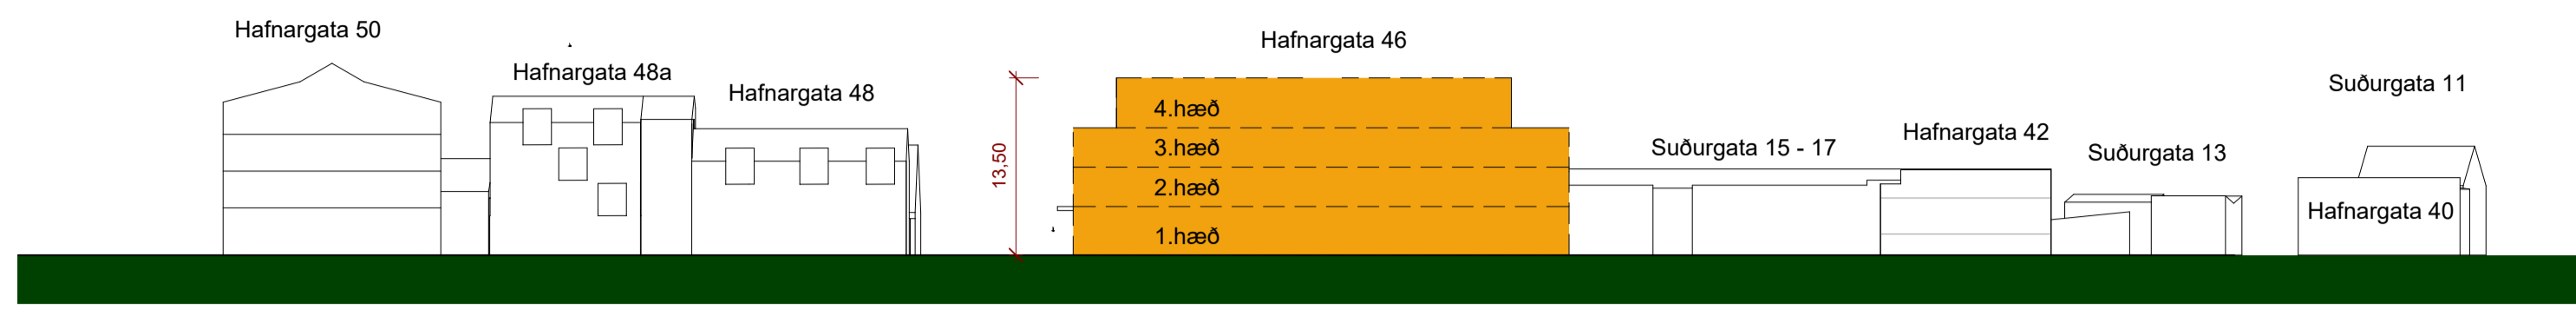 Hafnargata 50
Hafnargata 48a
Hafnargata 48
13,50
Hafnargata 46
4.hæð
3.hæð
2.hæð
1.hæð
Suðurgata 15 - 17
Hafnargata 42
Suðurgata 13
Suðurgata 11
Hafnargata 40